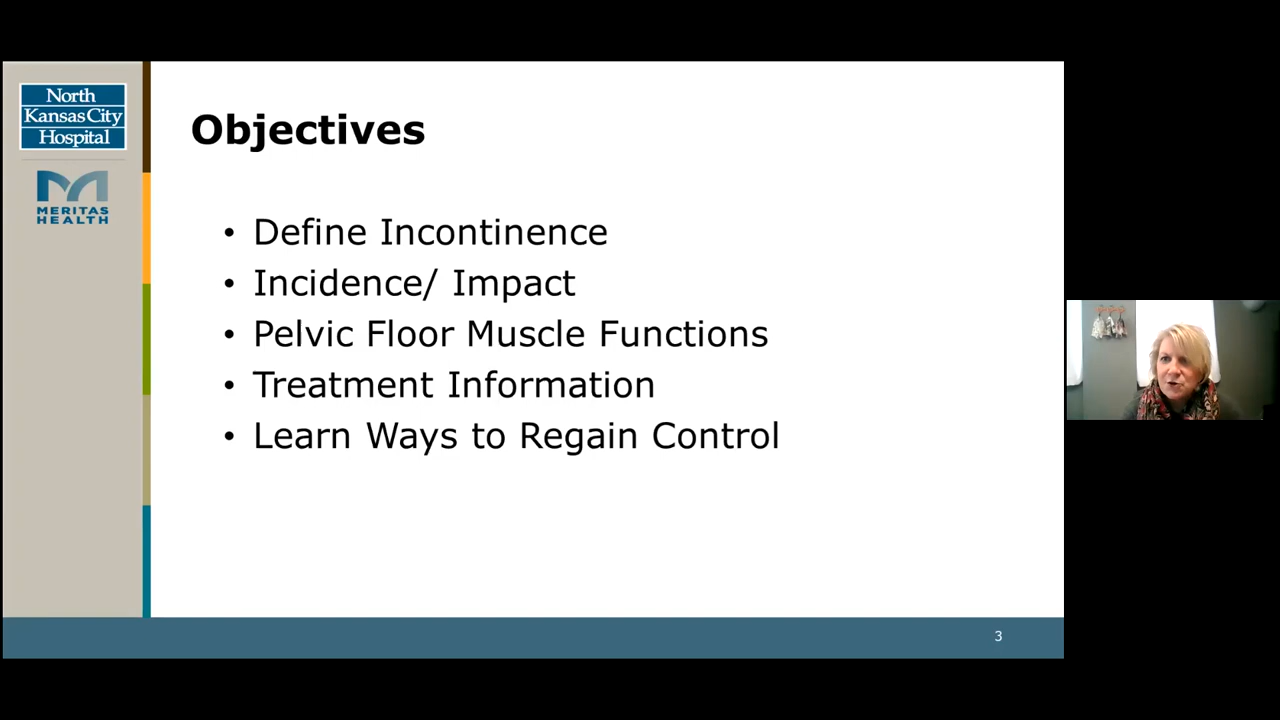 North
Kansas City
Hospital
MERITAS
HEALTH
Objectives
• Define Incontinence
• Incidence/ Impact
• Pelvic Floor Muscle Functions
• Treatment Information
• Learn Ways to Regain Control
3